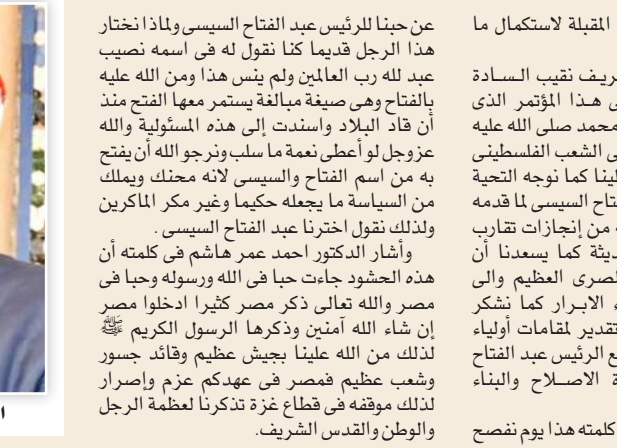 المقبلة لاستكمال ما
ريف نقيب السادة
ى هذا المؤتمر الذى
محمد صلى الله عليه
ى الشعب الفلسطينى
لينا كما نوجه التحية
تاح السيسى لما قدمه
ه من إنجازات تقارب
ديثة كما يسعدنا أن
لصرى العظيم والى
ء الابرار كما نشكر
تقدير لمقامات أولياء
ع الرئيس عبد الفتاح
ة الاصلاح والبناء
كلمته هذا يوم نفصح
عن حبنا للرئيس عبد الفتاح السيسى ولماذا نختار
هذا الرجل قديما كنا نقول له فى اسمه نصيب
عبد لله رب العالمين ولم ينس هذا ومن الله عليه
بالفتاح وهى صيغة مبالغة يستمر معها الفتح منذ
أن قاد البلاد واسندت إلى هذه المسئولية والله
عزوجل لو أعطى نعمة ما سلب ونرجو الله أن يفتح
به من اسم الفتاح والسيسى لانه محنك ويملك
من السياسة ما يجعله حكيما وغير مكر الماكرين
ولذلك نقول اخترنا عبد الفتاح السيسى .
وأشار الدكتور احمد عمر هاشم فى كلمته أن
هذه الحشود جاءت حبا فى الله ورسوله وحبا فى
مصر والله تعالى ذكر مصر كثيرا ادخلوا مصر
إن شاء الله آمنين وذكرها الرسول الكريم ﷺ
لذلك من الله علينا بجيش عظيم وقائد جسور
وشعب عظيم فمصر فى عهدكم عزم وإصرار
لذلك موقفه فى قطاع غزة تذكرنا لعظمة الرجل
والوطن والقدس الشريف.